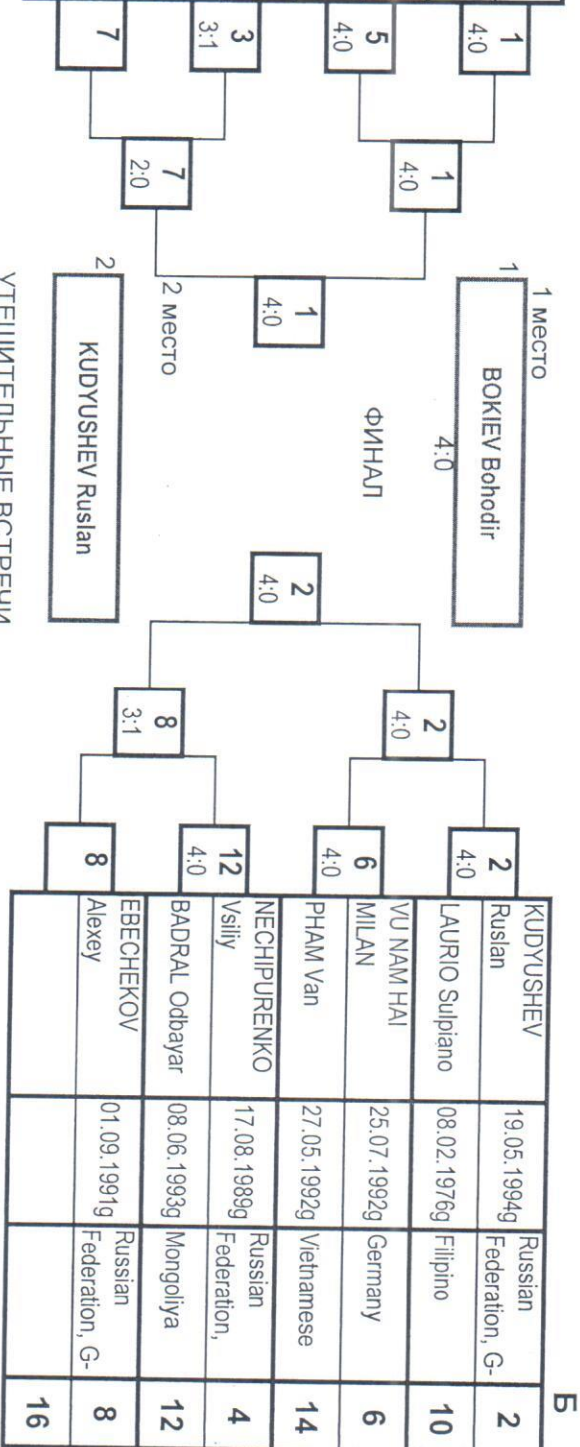 1
4:0
5
4:0
3
3:1
7
1
4:0
7
2:0
1
4:0
1 место
1
BOKIEV Bohodir
4:0
ФИНАЛ
2 место
2
KUDYUSHEV Ruslan
УТЕШИТЕЛЬНЫЕ ВСТРЕЧИ
2
4:0
2
4:0
8
3:1
2
4:0
6
4:0
12
4:0
8
Б
KUDYUSHEV Ruslan 19.05.1994g Russian Federation, G- 2
LAURIO Sulpiano 08.02.1976g Filipino 10
VU NAM HAI MILAN 25.07.1992g Germany 6
PHAM Van 27.05.1992g Vietnamese 14
NECHIPURENKO Vsiliy 17.08.1989g Russian Federation, 4
BADRAL Odbayar 08.06.1993g Mongoliya 12
EBECHEKOV Alexey 01.09.1991g Russian Federation, G- 8
16